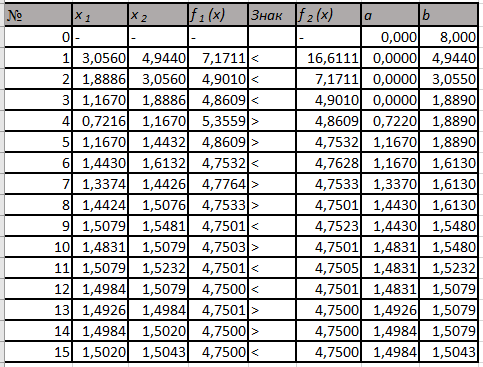 № x 1 x 2 f 1 (x) Знак f 2 (x) a b
0 - - - - 0,000 8,000
1 3,0560 4,9440 7,1711 < 16,6111 0,0000 4,9440
2 1,8886 3,0560 4,9010 < 7,1711 0,0000 3,0550
3 1,1670 1,8886 4,8609 < 4,9010 0,0000 1,8890
4 0,7216 1,1670 5,3559 > 4,8609 0,7220 1,1670
5 1,1670 1,4432 4,8609 > 4,7532 1,1670 1,8890
6 1,4430 1,6132 4,7532 < 4,7628 1,1670 1,6130
7 1,3374 1,4426 4,7764 > 4,7533 1,3370 1,6130
8 1,4424 1,5076 4,7533 > 4,7501 1,4430 1,6130
9 1,5079 1,5481 4,7501 < 4,7523 1,4430 1,5480
10 1,4831 1,5079 4,7503 > 4,7501 1,4831 1,5480
11 1,5079 1,5232 4,7501 < 4,7505 1,4831 1,5232
12 1,4984 1,5079 4,7500 < 4,7501 1,4831 1,5079
13 1,4926 1,4984 4,7501 > 4,7500 1,4926 1,5079
14 1,4984 1,5020 4,7500 > 4,7500 1,4984 1,5079
15 1,5020 1,5043 4,7500 < 4,7500 1,4984 1,5043